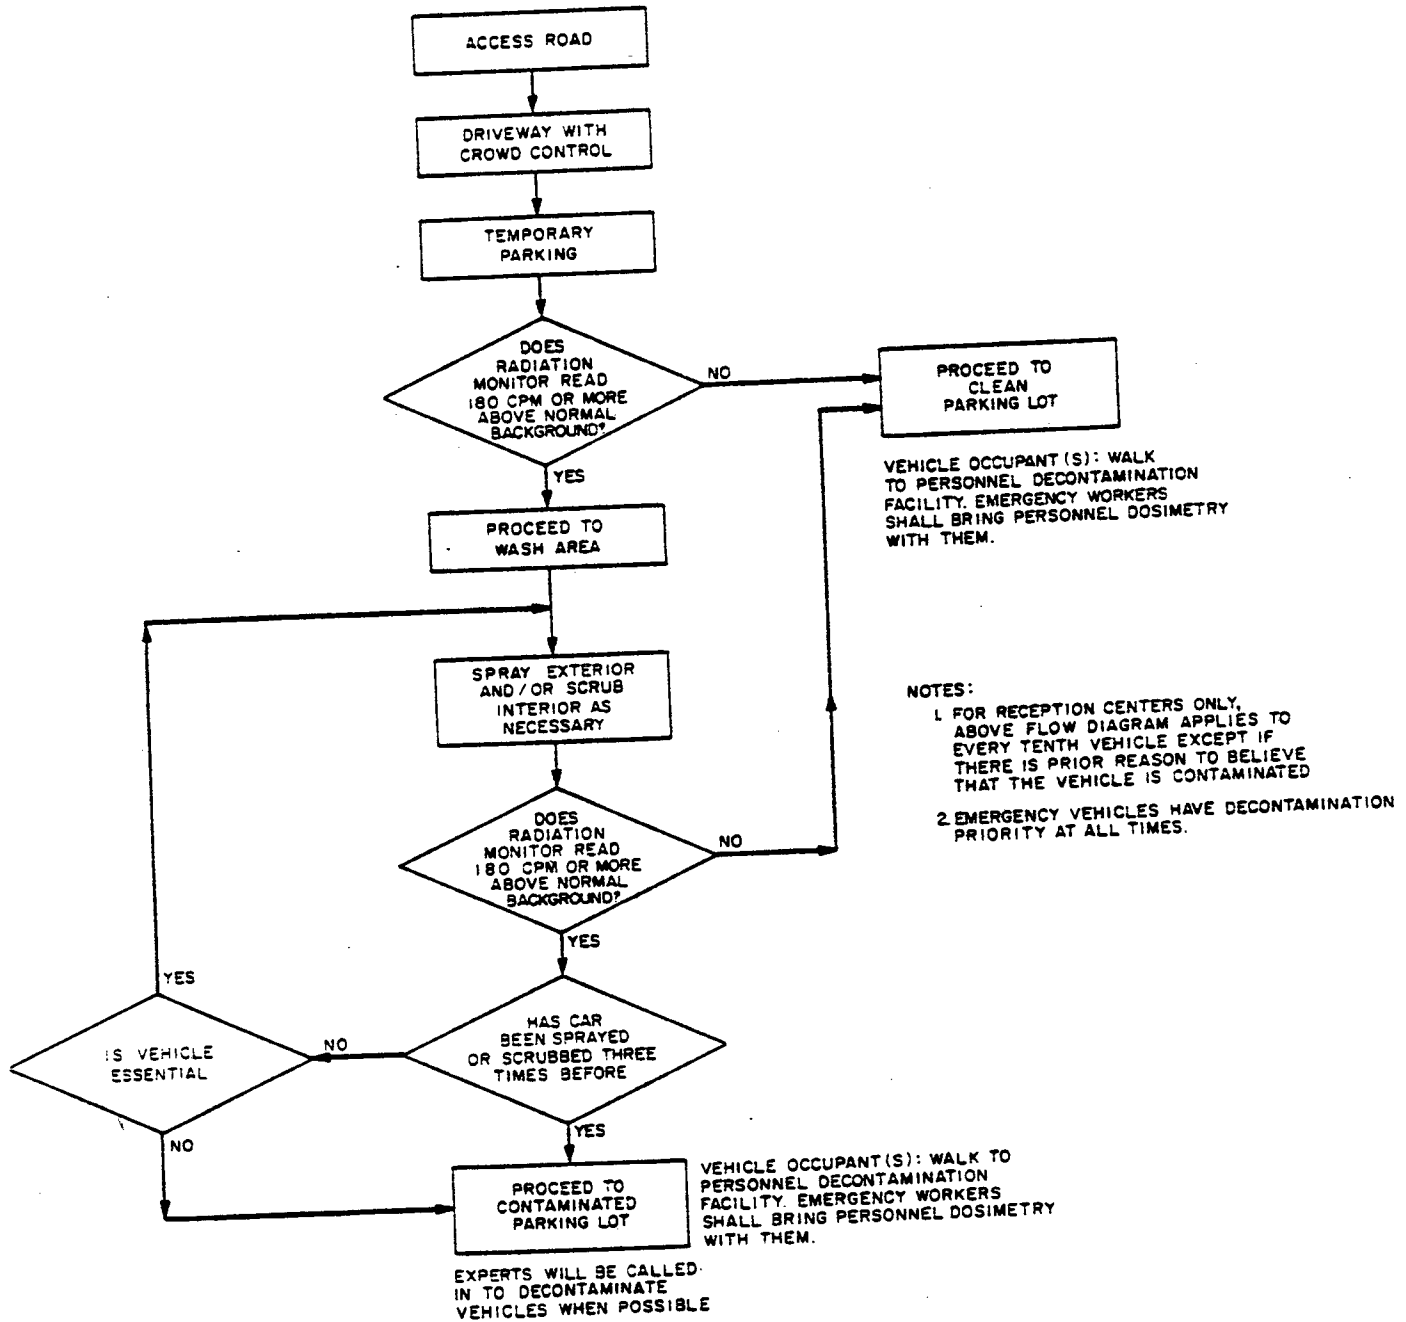 ACCESS ROAD
DRIVEWAY WITH
CROWD CONTROL
TEMPORARY
PARKING
DOES
RADIATION
MONITOR READ
180 CPM OR MORE
ABOVE NORMAL
BACKGROUND?
NO
PROCEED TO
CLEAN
PARKING LOT
VEHICLE OCCUPANT(S): WALK
TO PERSONNEL DECONTAMINATION
FACILITY. EMERGENCY WORKERS
SHALL BRING PERSONNEL DOSIMETRY
WITH THEM.
YES
PROCEED TO
WASH AREA
SPRAY EXTERIOR
AND/OR SCRUB
INTERIOR AS
NECESSARY
NOTES:
1. FOR RECEPTION CENTERS ONLY,
ABOVE FLOW DIAGRAM APPLIES TO
EVERY TENTH VEHICLE EXCEPT IF
THERE IS PRIOR REASON TO BELIEVE
THAT THE VEHICLE IS CONTAMINATED
2. EMERGENCY VEHICLES HAVE DECONTAMINATION
PRIORITY AT ALL TIMES.
DOES
RADIATION
MONITOR READ
180 CPM OR MORE
ABOVE NORMAL
BACKGROUND?
NO
YES
HAS CAR
BEEN SPRAYED
OR SCRUBBED THREE
TIMES BEFORE
NO
YES
IS VEHICLE
ESSENTIAL
NO
YES
PROCEED TO
CONTAMINATED
PARKING LOT
VEHICLE OCCUPANT(S): WALK TO
PERSONNEL DECONTAMINATION
FACILITY. EMERGENCY WORKERS
SHALL BRING PERSONNEL DOSIMETRY
WITH THEM.
EXPERTS WILL BE CALLED
IN TO DECONTAMINATE
VEHICLES WHEN POSSIBLE